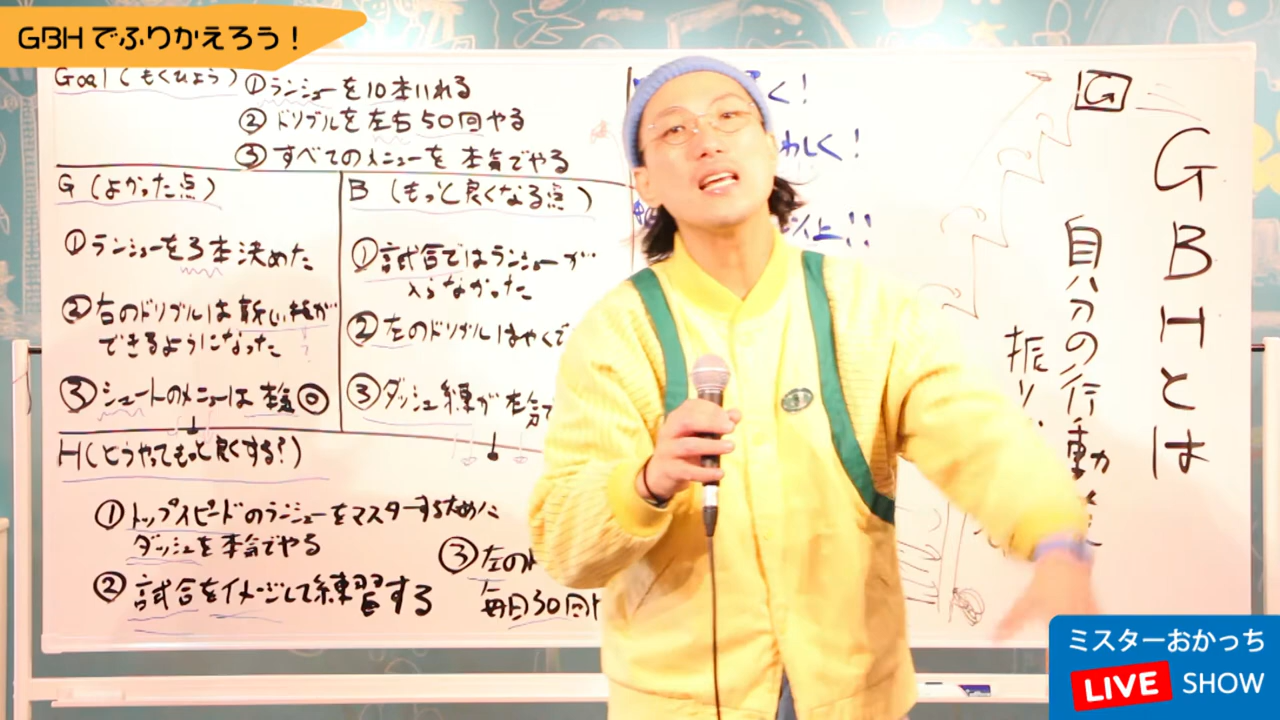 GBHでふりかえろう！
Goal（もくひょう）
①ランシューを10本いれる
②ドリブルを左右50回やる
③すべてのメニューを本気でやる
G（よかった点）
①ランシューを3本決めた
②右のドリブルは新しい技が
できるようになった
③シュートのメニューは本気◎
B（もっと良くなる点）
①試合ではランシューが
入らなかった
②左のドリブルはやくで
③ダッシュ練が本気で
H（どうやってもっと良くする？）
①トップスピードのランシューをマスターするために
ダッシュを本気でやる
②試合をイメージして練習する
③左の
毎日30回
く！
わしく！
以上!!
G
GBHとは
自分の行動を
振り
ミスターおかっち
LIVE SHOW